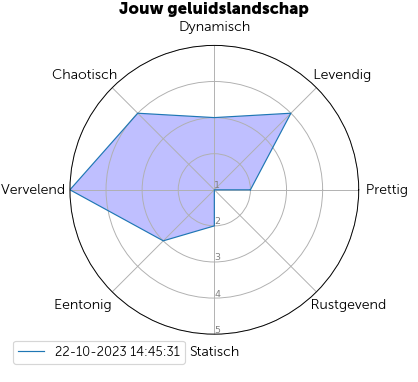 Jouw geluidslandschap
Dynamisch
Chaotisch
Levendig
1
Vervelend
Prettig
2
3
Eentonig
4
Rustgevend
5
22-10-2023 14:45:31
Statisch